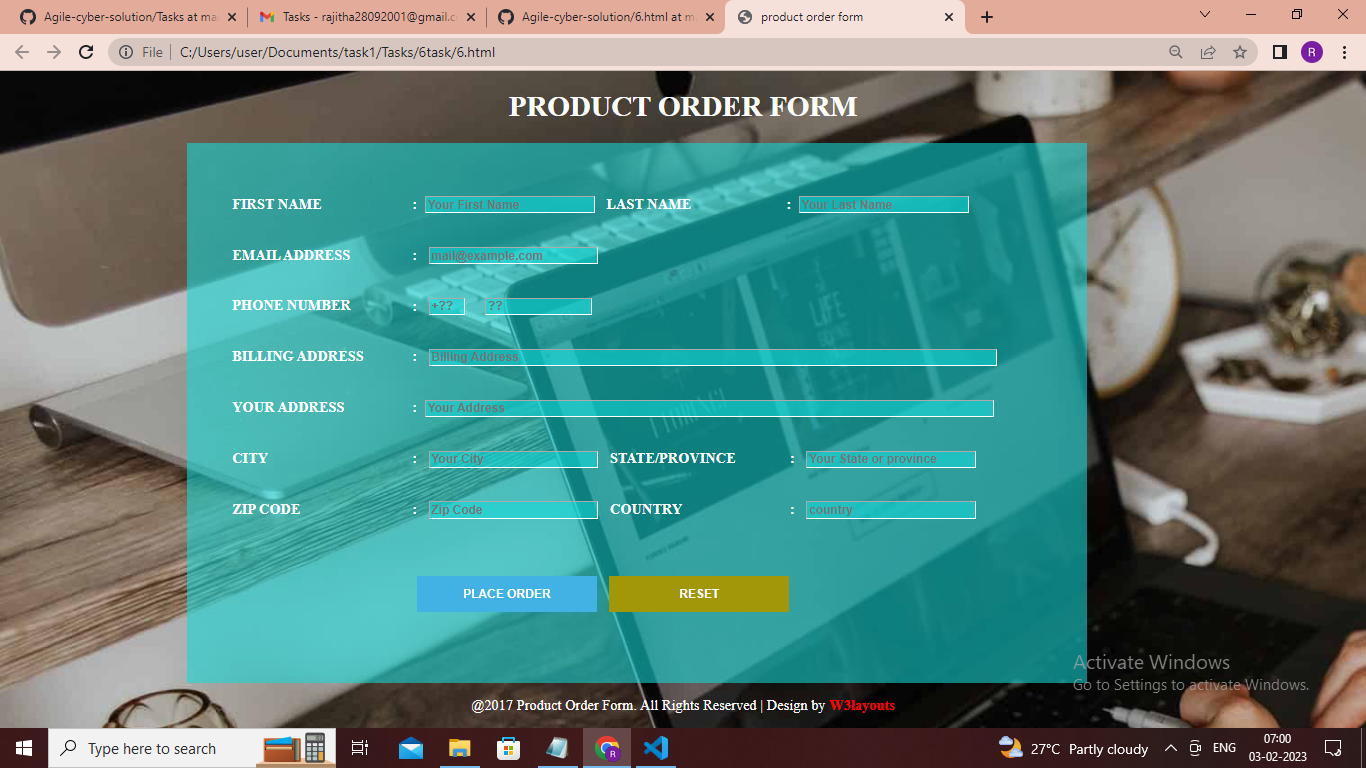 Agile-cyber-solution/Tasks at ma
Tasks - rajitha28092001@gmail.c
Agile-cyber-solution/6.html at m
product order form
File
C:/Users/user/Documents/task1/Tasks/6task/6.html
R
PRODUCT ORDER FORM
FIRST NAME : Your First Name LAST NAME : Your Last Name
EMAIL ADDRESS : mail@example.com
PHONE NUMBER : +?? ??
BILLING ADDRESS : Billing Address
YOUR ADDRESS : Your Address
CITY : Your City STATE/PROVINCE : Your State or province
ZIP CODE : Zip Code COUNTRY : country
PLACE ORDER RESET
Activate Windows
Go to Settings to activate Windows.
@2017 Product Order Form. All Rights Reserved | Design by W3layouts
Type here to search
R
27°C Partly cloudy
ENG
07:00
03-02-2023